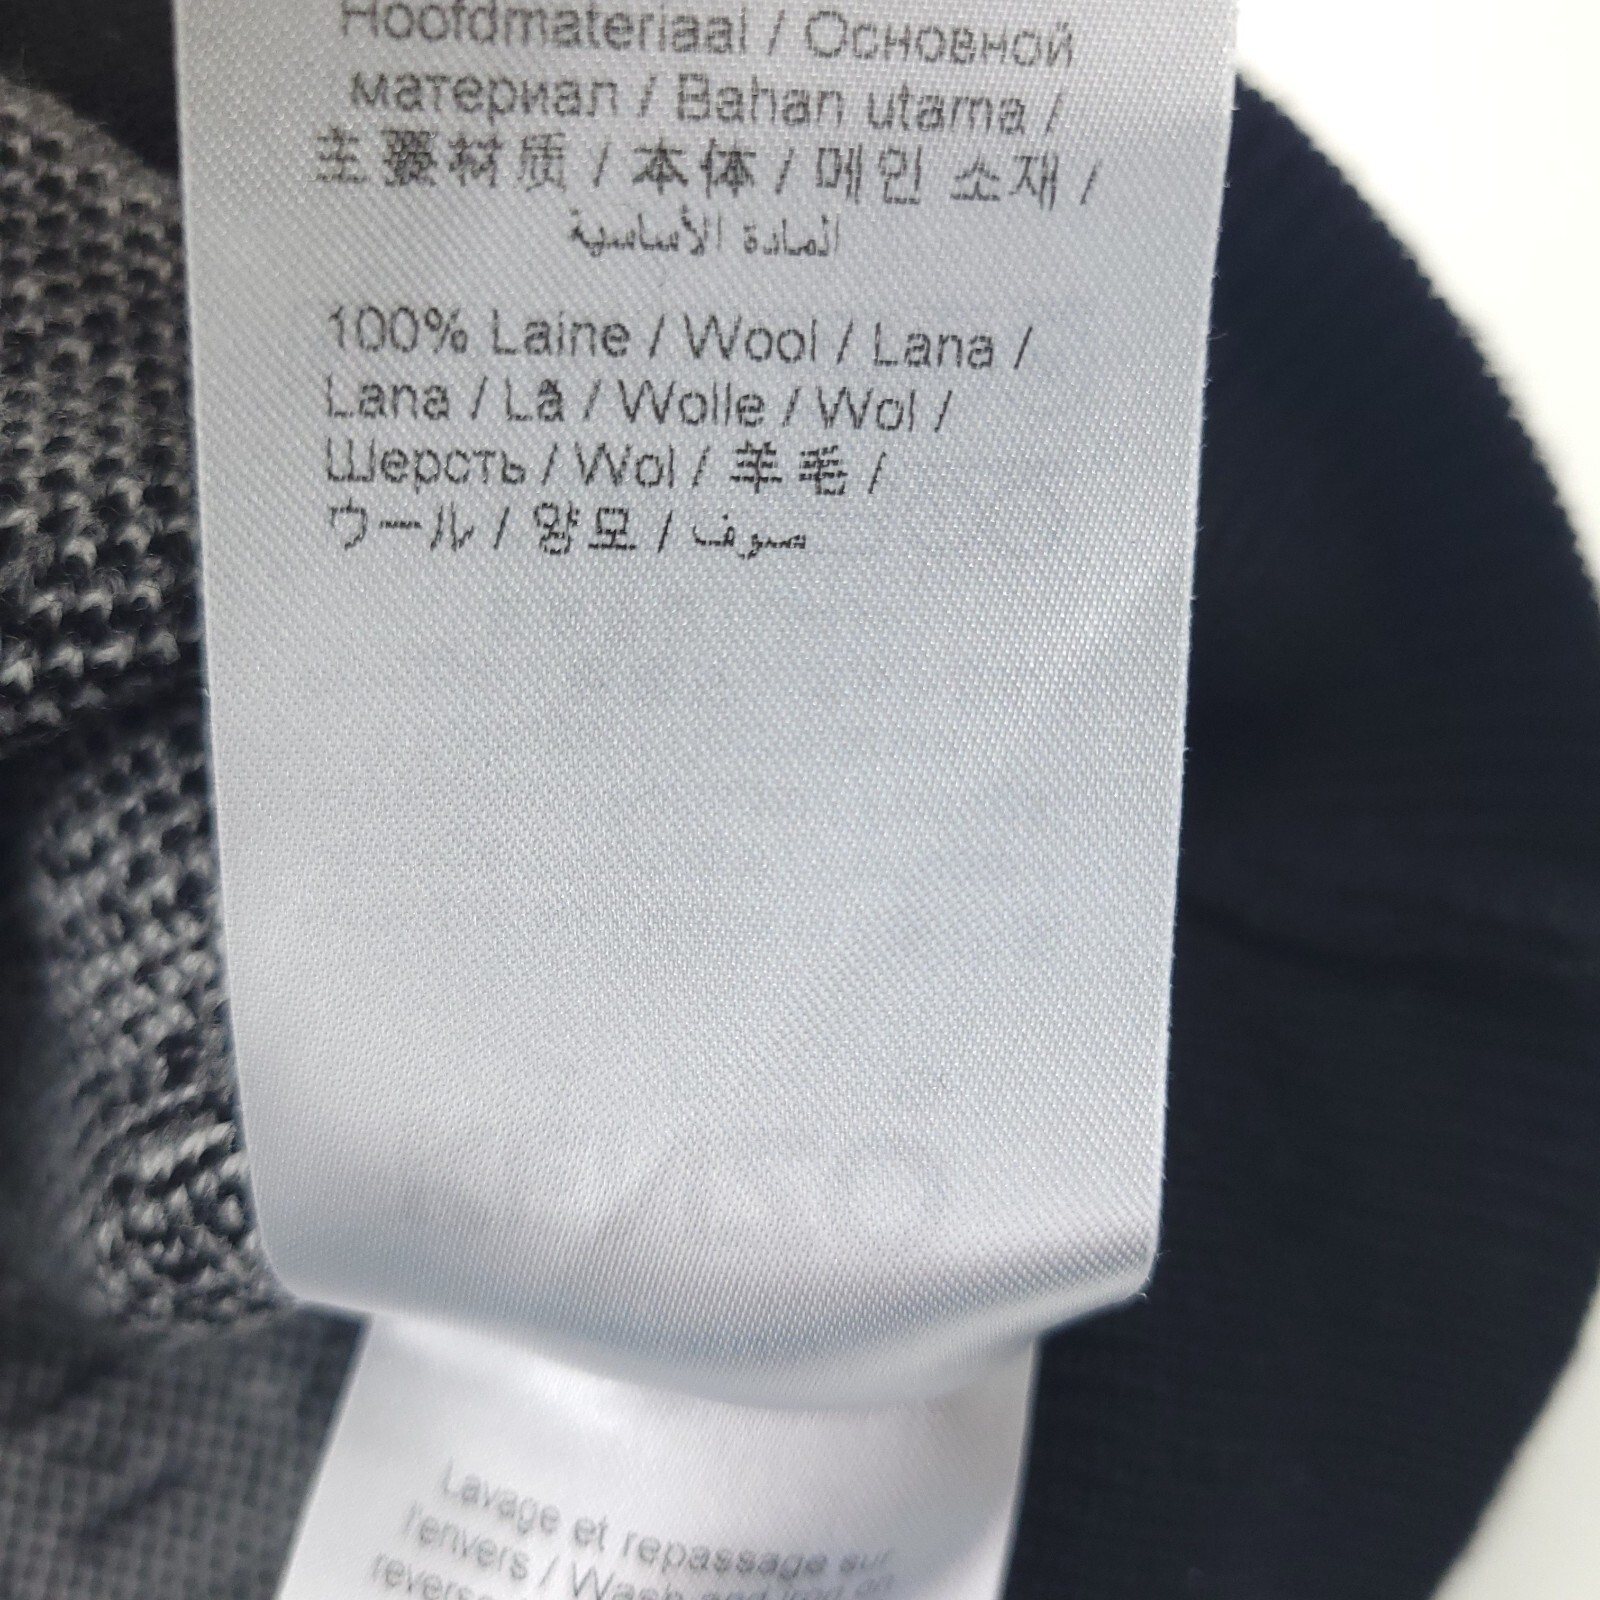 Hoofdmateriaal / Основной
материал / Bahan utama /
主要材质 / 本体 / 메인 소재 /
المادة الأساسية
100% Laine / Wool / Lana /
Lana / Lã / Wolle / Wol /
Шерсть / Wol / 羊毛 /
ウール / 양모 / صوف
Lavage et repassage sur
l'envers / Wash and iron on
reverse